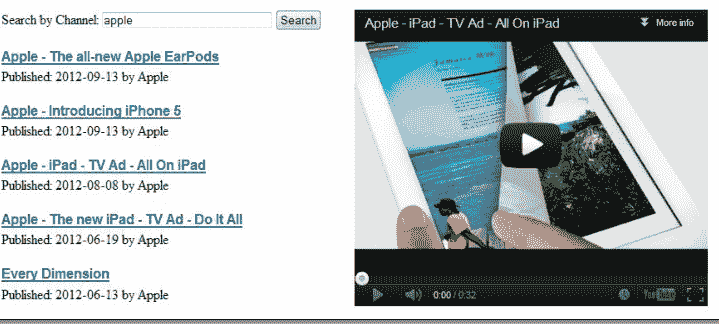 Search by Channel: apple Search
Apple - The all-new Apple EarPods
Published: 2012-09-13 by Apple
Apple - Introducing iPhone 5
Published: 2012-09-13 by Apple
Apple - iPad - TV Ad - All On iPad
Published: 2012-08-08 by Apple
Apple - The new iPad - TV Ad - Do It All
Published: 2012-06-19 by Apple
Every Dimension
Published: 2012-06-13 by Apple
Apple - iPad - TV Ad - All On iPad More info
0:00 / 0:32 YouTube